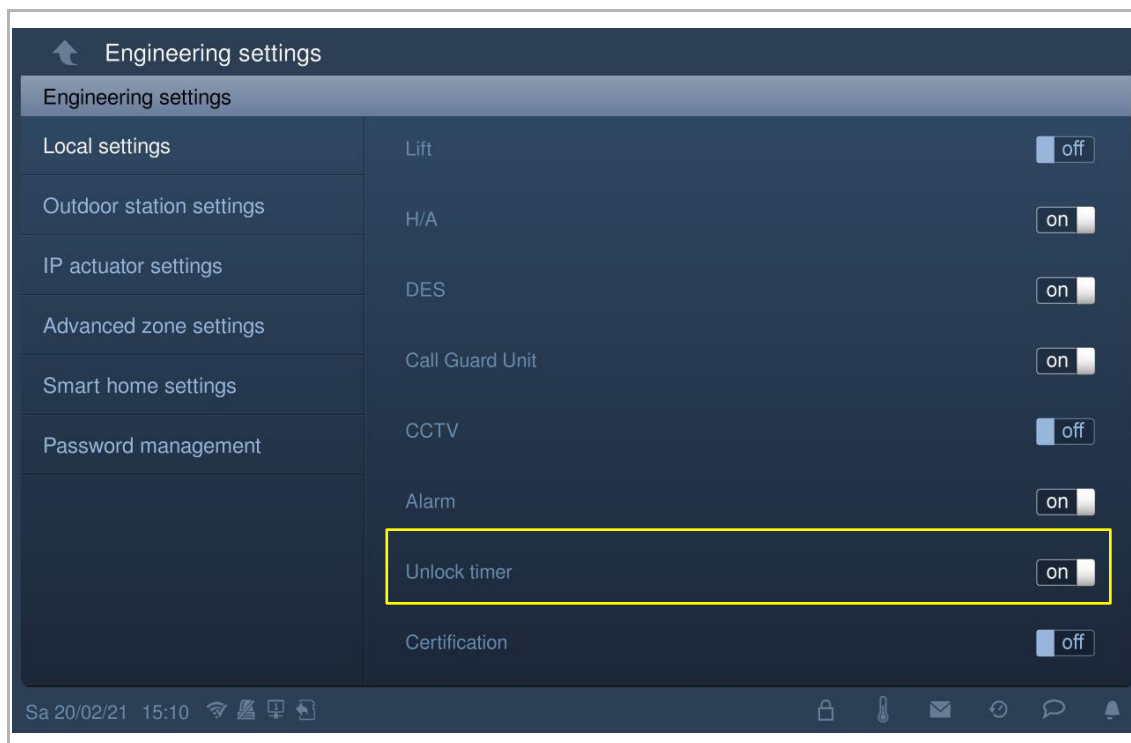 Engineering settings
Engineering settings
Local settings
Outdoor station settings
IP actuator settings
Advanced zone settings
Smart home settings
Password management
Lift off
H/A on
DES on
Call Guard Unit on
CCTV off
Alarm on
Unlock timer on
Certification off
Sa 20/02/21 15:10